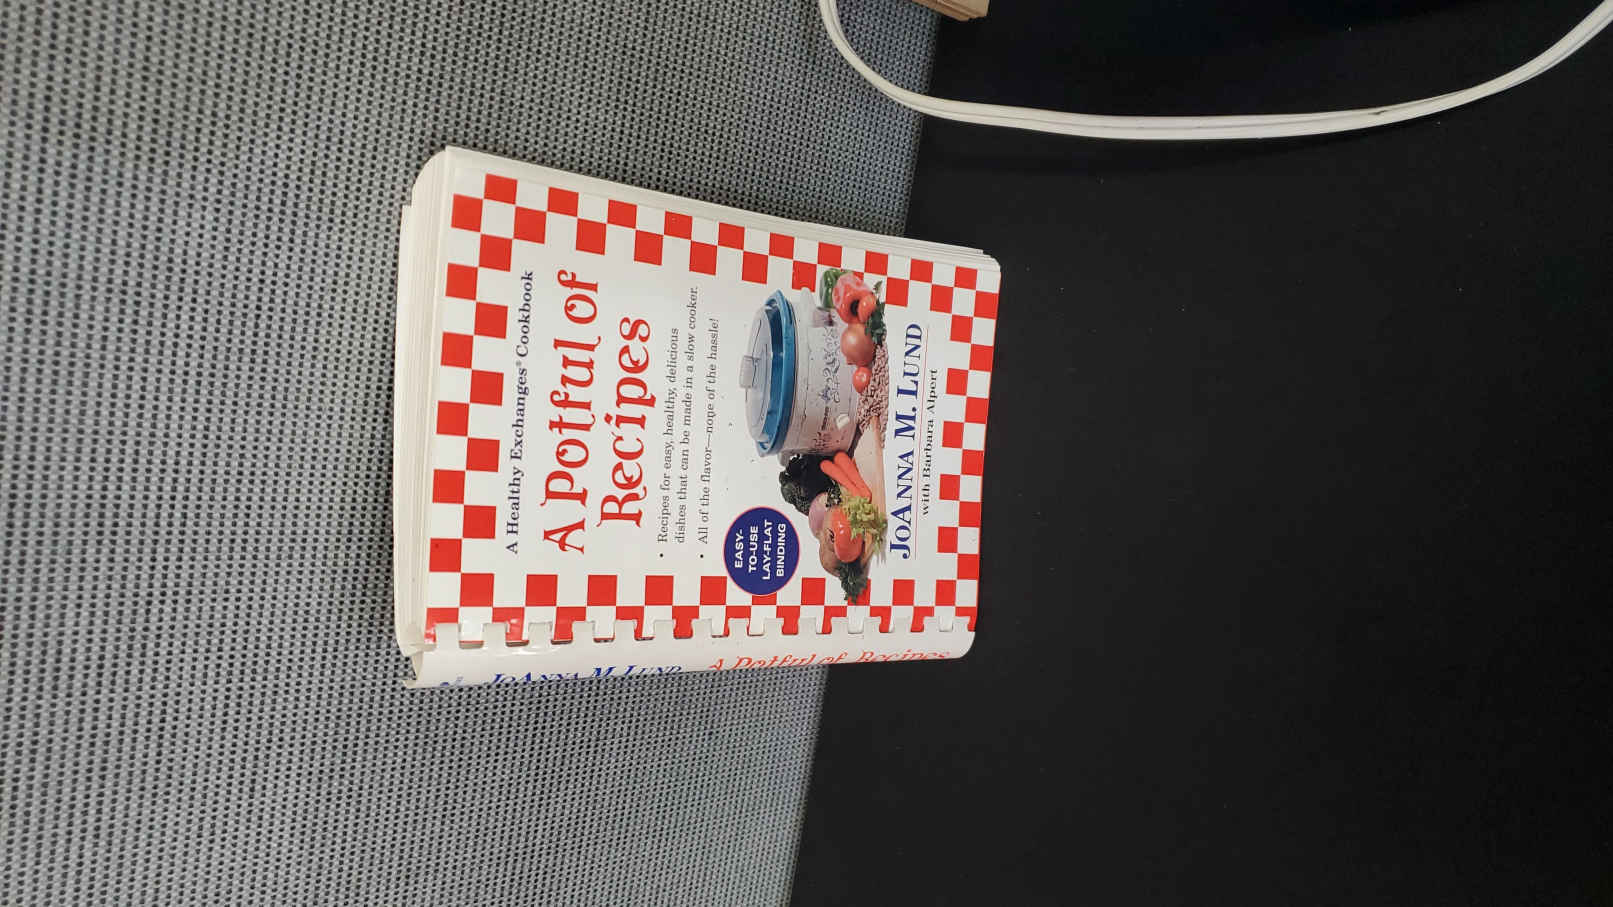 A Healthy Exchanges® Cookbook
A Potful of
Recipes
• Recipes for easy, healthy, delicious
dishes that can be made in a slow cooker.
• All of the flavor—none of the hassle!
EASY-
TO-USE
LAY-FLAT
BINDING
JOANNA M. LUND
with Barbara Alpert
JOANNA M. LUND A Potful of Recipes